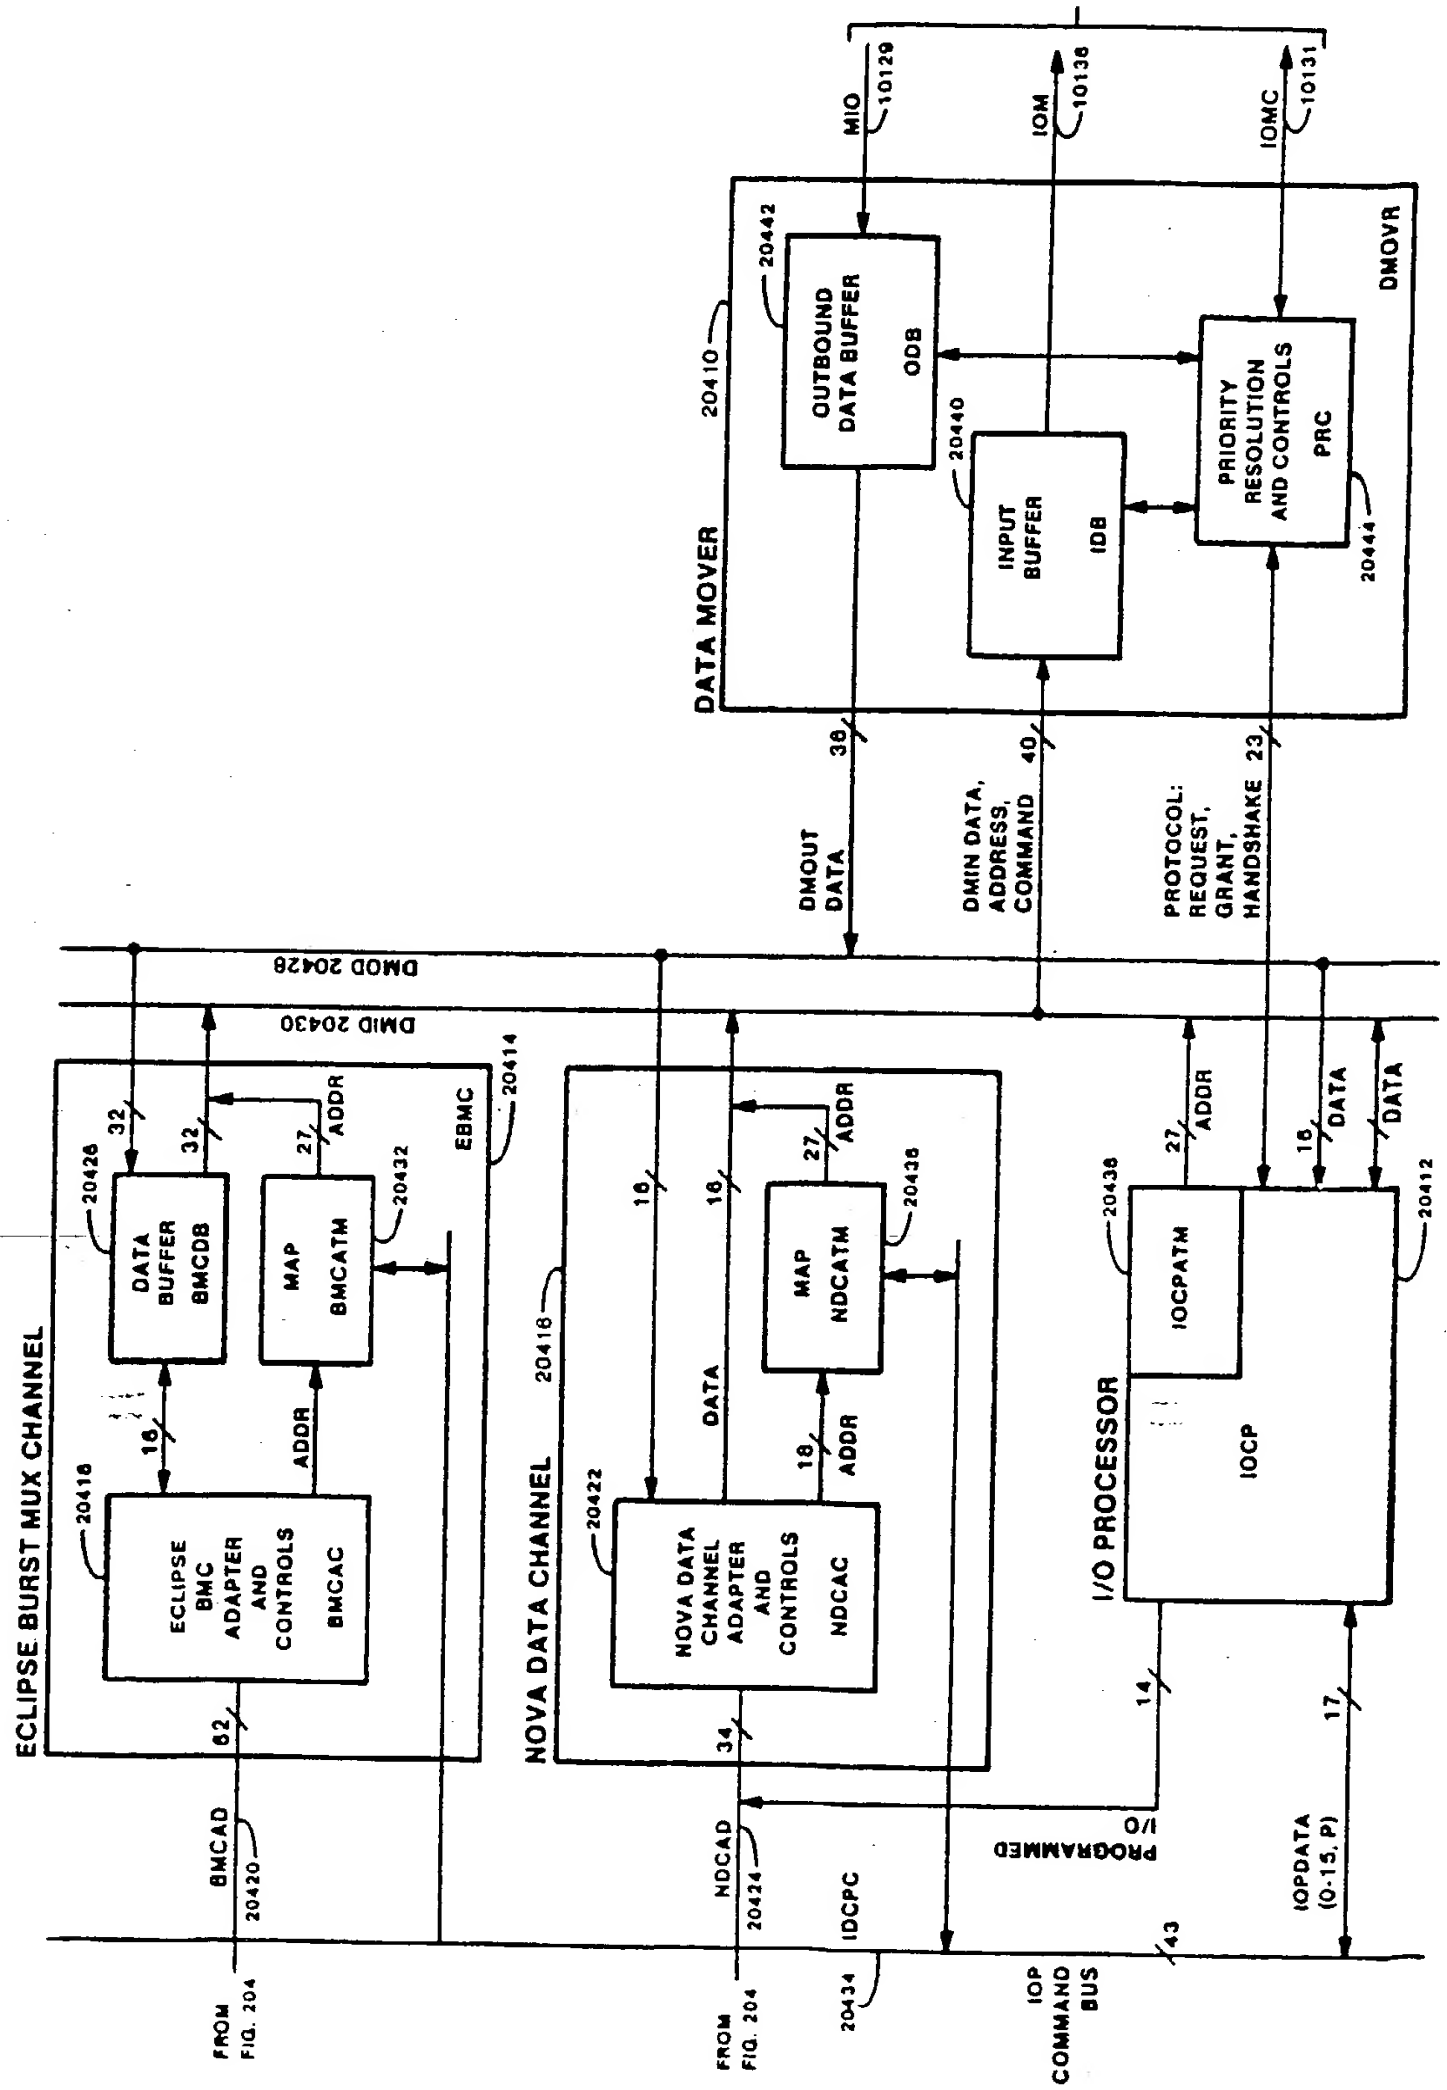 ECLIPSE BURST MUX CHANNEL
FROM
FIG. 204
BMCAD
20420
62
20418
ECLIPSE
BMC
ADAPTER
AND
CONTROLS
BMCAC
16
ADDR
20426
DATA
BUFFER
BMCDB
MAP
BMCATM
20432
32
32
27
ADDR
EBMC
20414
DMOD 20428
DMID 20430
NOVA DATA CHANNEL
20416
FROM
FIG. 204
NDCAD
20424
34
20422
NOVA DATA
CHANNEL
ADAPTER
AND
CONTROLS
NDCAC
DATA
18
ADDR
MAP
NDCATM
20436
16
16
27
ADDR
20434
IDCPC
IOP
COMMAND
BUS
43
PROGRAMMED
I/O
14
IOPDATA
(0-15, P)
17
I/O PROCESSOR
IOCP
IOCPATM
20438
20412
27
ADDR
16
DATA
DATA
DMOUT
DATA
36
DMIN DATA,
ADDRESS,
COMMAND
40
PROTOCOL:
REQUEST,
GRANT,
HANDSHAKE
23
DATA MOVER
20410
20442
OUTBOUND
DATA BUFFER
ODB
20440
INPUT
BUFFER
IDB
PRIORITY
RESOLUTION
AND CONTROLS
PRC
20444
DMOVR
MIO
10129
IOM
10136
IOMC
10131